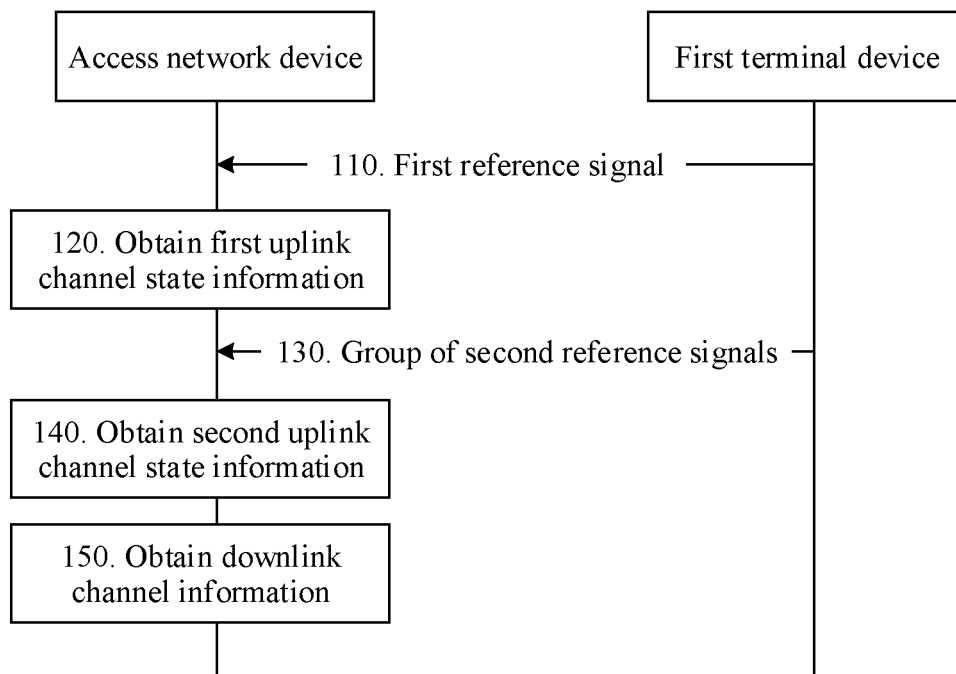 Access network device
First terminal device
110. First reference signal
120. Obtain first uplink
channel state information
130. Group of second reference signals
140. Obtain second uplink
channel state information
150. Obtain downlink
channel information